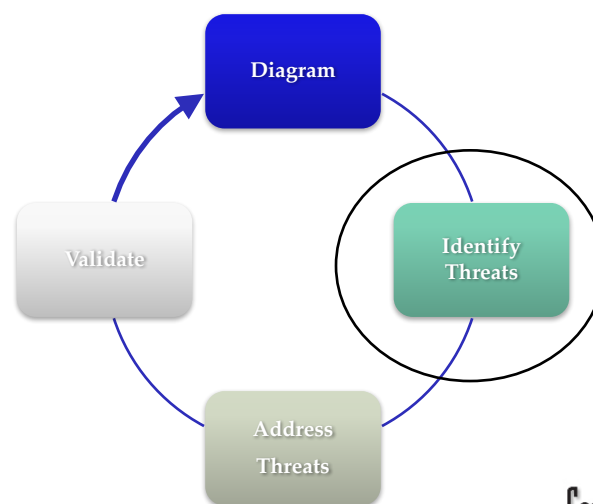 Diagram
Identify
Threats
Validate
Address
Threats